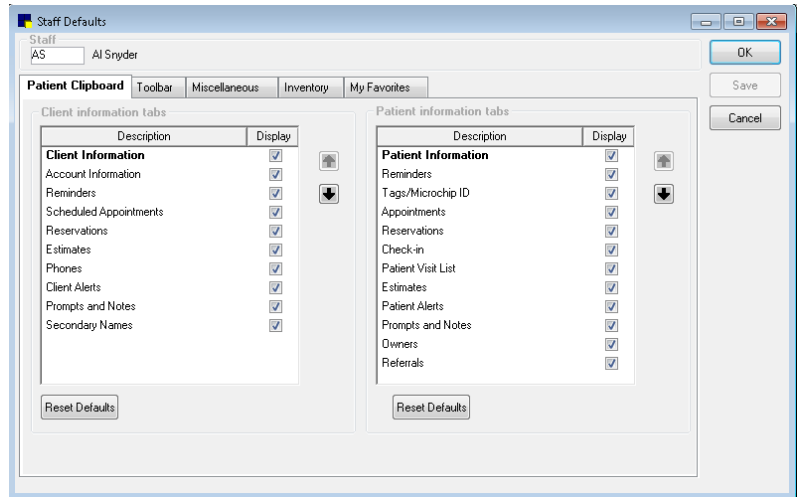 Staff Defaults
Staff
AS Al Snyder
OK
Save
Cancel
Patient Clipboard Toolbar Miscellaneous Inventory My Favorites
Client information tabs
Description Display
Client Information
Account Information
Reminders
Scheduled Appointments
Reservations
Estimates
Phones
Client Alerts
Prompts and Notes
Secondary Names
Reset Defaults
Patient information tabs
Description Display
Patient Information
Reminders
Tags/Microchip ID
Appointments
Reservations
Check-in
Patient Visit List
Estimates
Patient Alerts
Prompts and Notes
Owners
Referrals
Reset Defaults